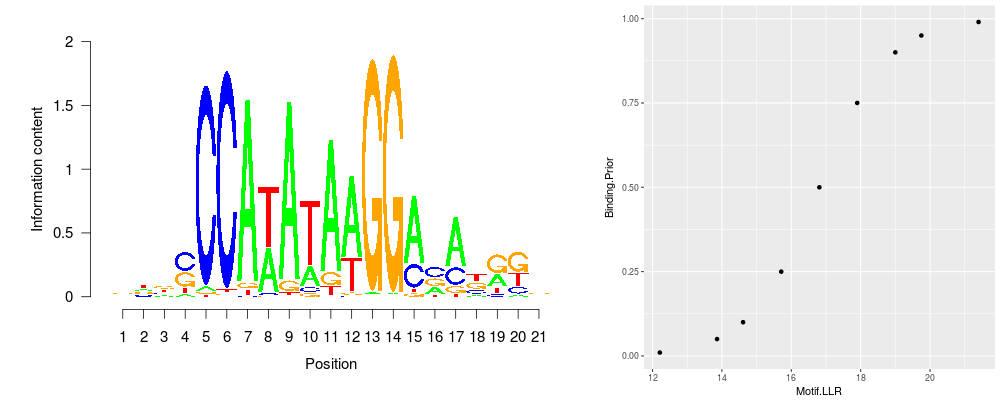 2
1.5
1
0.5
0
Information content
CCATATAAGGACA
1 2 3 4 5 6 7 8 9 10 11 12 13 14 15 16 17 18 19 20 21
Position
1.00
0.75
0.50
0.25
0.00
Binding.Prior
12 14 16 18 20
Motif.LLR